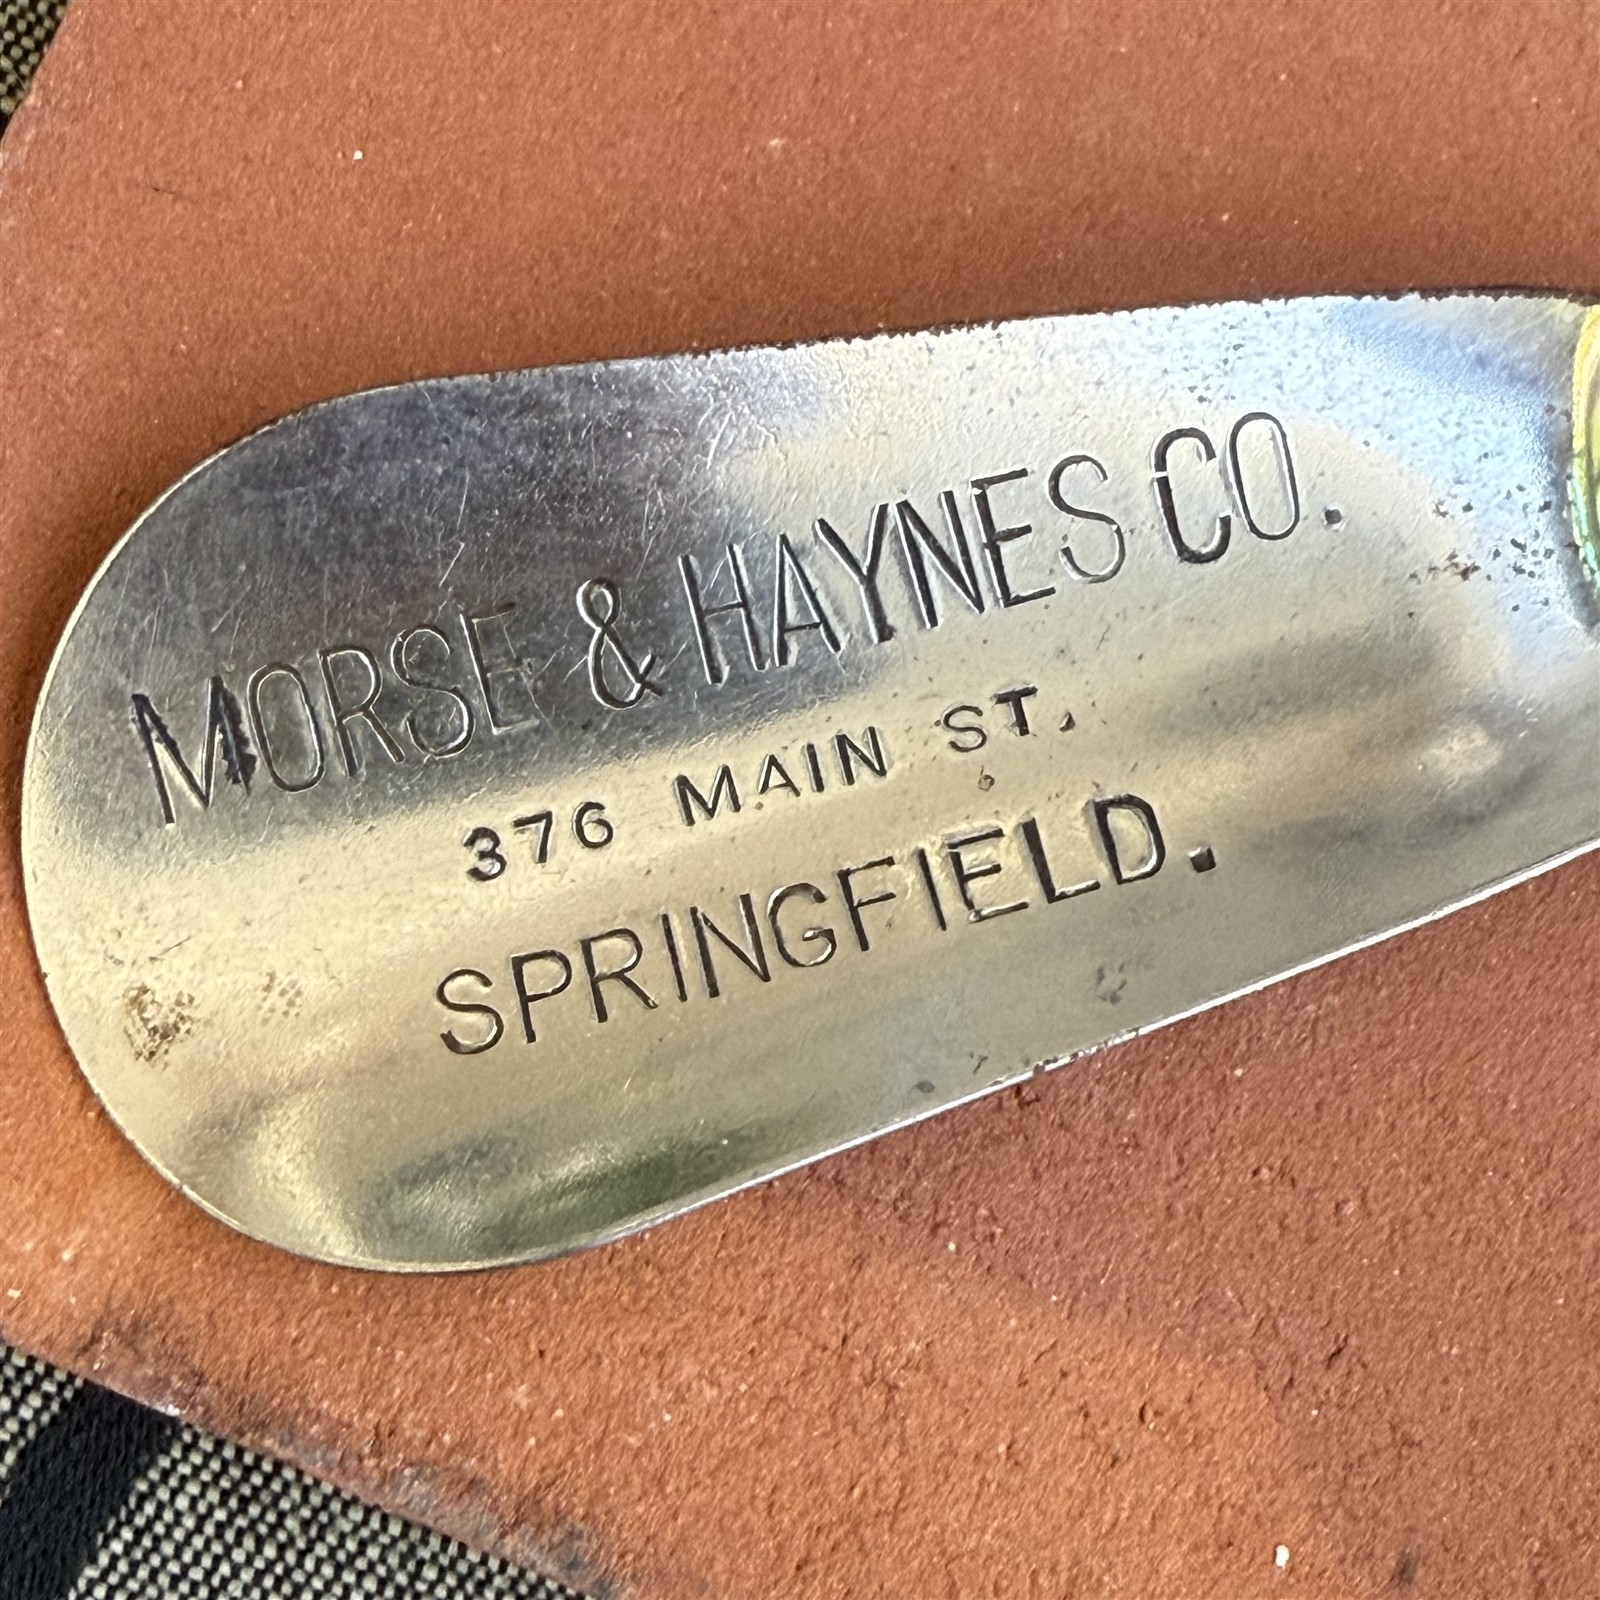 MORSE & HAYNES CO.
376 MAIN ST.
SPRINGFIELD.